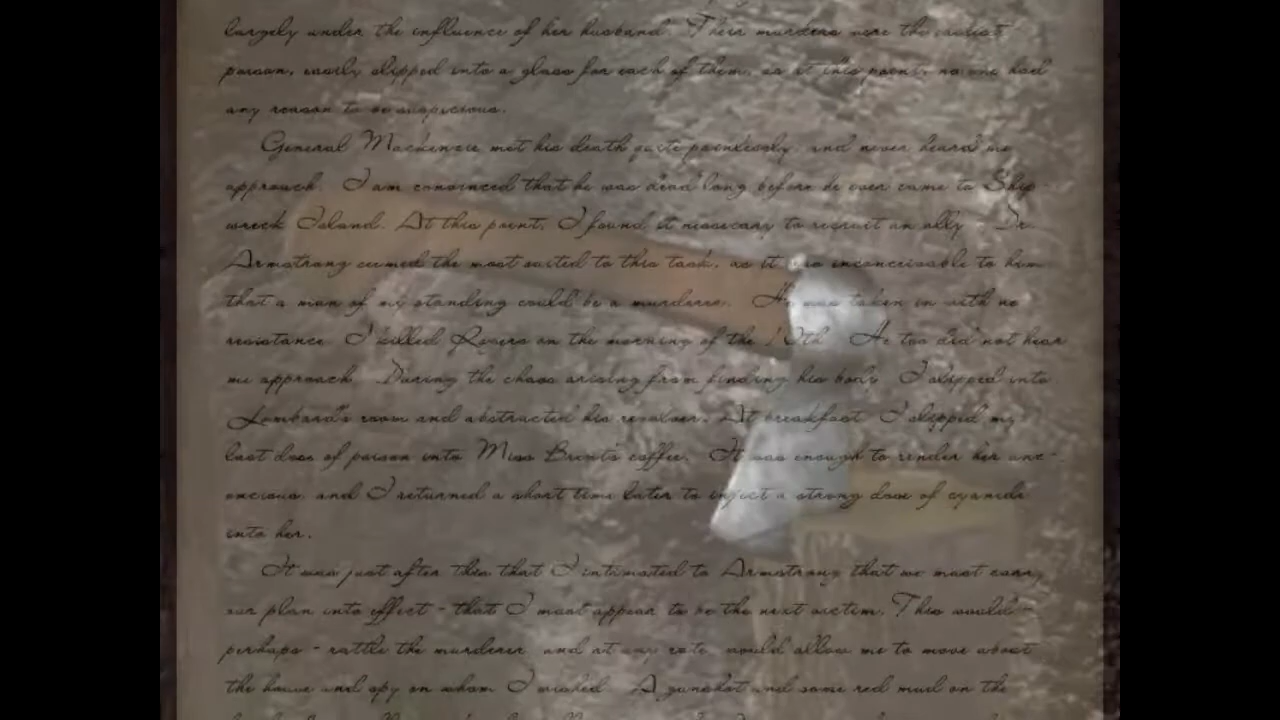 largely under the influence of her husband. Their murders were the easiest
poison, easily slipped into a glass for each of them, as at this point, no one had
any reason to be suspicious.
General Mackenzie met his death quite painlessly, and never heard me
approach. I am convinced that he was dead long before he ever came to Ship
wreck Island. At this point, I found it nessecary to recruit an ally. Dr.
Armstrong seemed the most suited to this task, as it was inconceivable to him
that a man of my standing could be a murderer. He was taken in with no
resistance. I killed Rogers on the morning of the 10th. He too did not hear
me approach. During the chaos arising from finding his body, I slipped into
Lombard's room and abstracted his revolver. At breakfast I slipped my
last dose of poison into Miss Brent's coffee. It was enough to render her unc-
oncious, and I returned a short time later to inject a strong dose of cyanide
into her.
It was just after this that I intimated to Armstrong that we must carry
our plan into effect - that I must appear to be the next victim. This would -
perhaps - rattle the murderer, and at any rate, would allow me to move about
the house and spy on whom I wished. A gunshot and some red mud on the